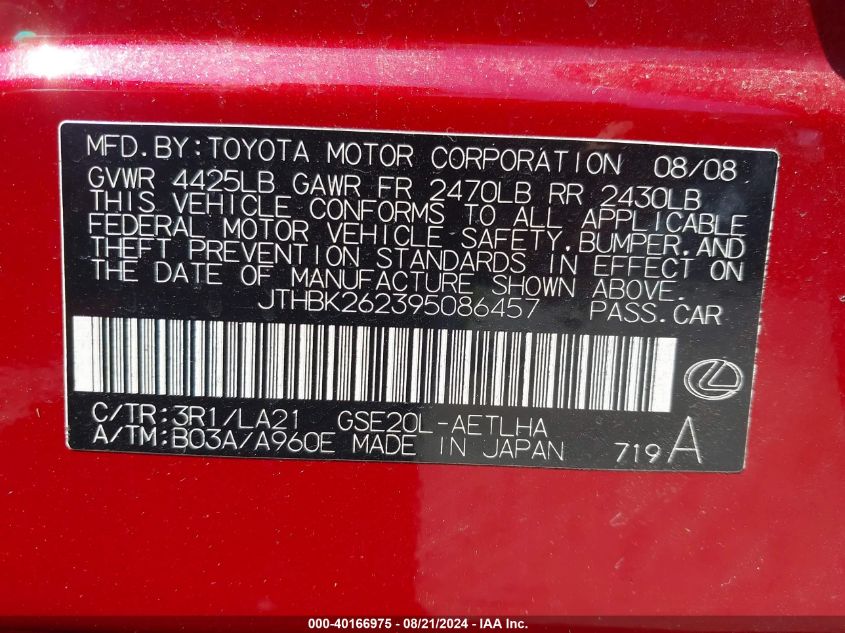 MFD.BY:TOYOTA MOTOR CORPORATION 08/08
GVWR 4425LB GAWR FR 2470LB RR 2430LB
THIS VEHICLE CONFORMS TO ALL APPLICABLE
FEDERAL MOTOR VEHICLE SAFETY,BUMPER,AND
THEFT PREVENTION STANDARDS IN EFFECT ON
THE DATE OF MANUFACTURE SHOWN ABOVE.
JTHBK262395086457 PASS.CAR
C/TR:3R1/LA21 GSE20L-AETLHA
A/TM:B03A/A960E MADE IN JAPAN 719A
000-40166975 - 08/21/2024 - IAA Inc.